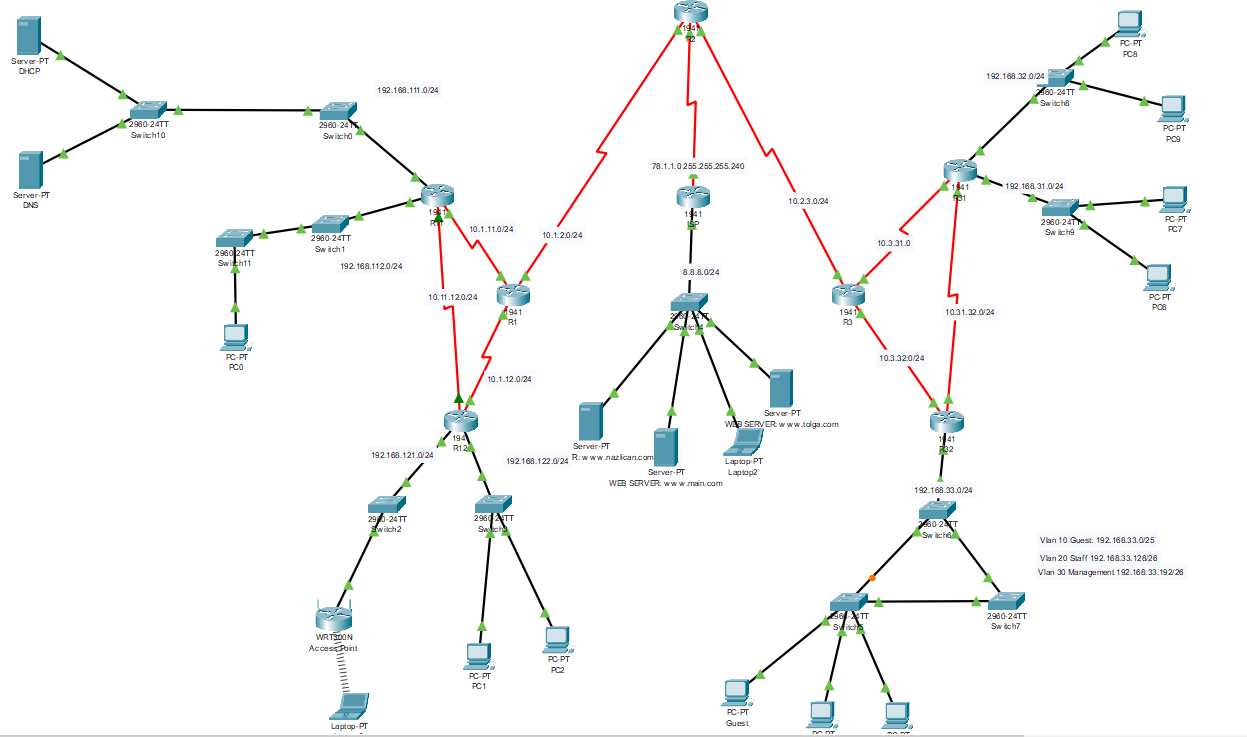 Server-PT
DHCP
2960-24TT
Switch10
Server-PT
DNS
192.168.111.0/24
2960-24TT
Switch0
1941
2960-24TT
Switch1
2960-24TT
Switch11
192.168.112.0/24
PC-PT
PC0
10.1.11.0/24
10.11.12.0/24
10.1.2.0/24
1941
R1
10.1.12.0/24
1941
R12
192.168.121.0/24
192.168.122.0/24
2960-24TT
Switch2
2960-24TT
WRT300N
Access Point
Laptop-PT
PC-PT
PC1
PC-PT
PC2
1941
R2
78.1.1.0 255.255.255.240
1941
ISP
8.8.8.0/24
2960-24TT
Switch4
Server-PT
R: www.nazlican.com
Server-PT
WEB SERVER: www.main.com
Laptop-PT
Laptop2
Server-PT
WEB SERVER: www.tolga.com
10.2.3.0/24
1941
R3
10.3.31.0
10.3.32.0/24
10.31.32.0/24
1941
R31
192.168.32.0/24
2960-24TT
Switch8
PC-PT
PC8
PC-PT
PC9
192.168.31.0/24
2960-24TT
Switch9
PC-PT
PC7
PC-PT
PC6
1941
R32
192.168.33.0/24
2960-24TT
Switch6
Vlan 10 Guest: 192.168.33.0/25
Vlan 20 Staff 192.168.33.128/26
Vlan 30 Management 192.168.33.192/26
2960-24TT
Switch5
2960-24TT
Switch7
PC-PT
Guest
PC-PT
PC-PT